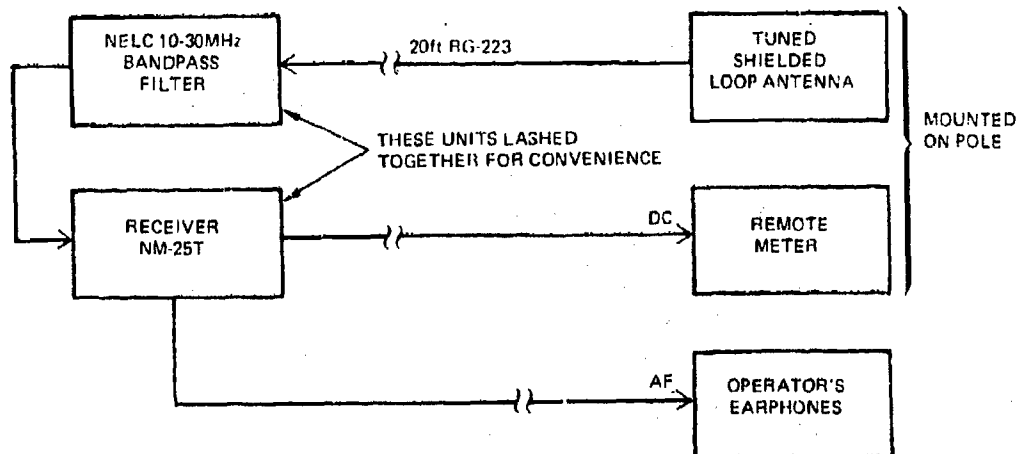 NELC 10-30MHz
BANDPASS
FILTER
20ft RG-223
TUNED
SHIELDED
LOOP ANTENNA
MOUNTED
ON POLE
THESE UNITS LASHED
TOGETHER FOR CONVENIENCE
RECEIVER
NM-25T
DC
REMOTE
METER
AF
OPERATOR'S
EARPHONES